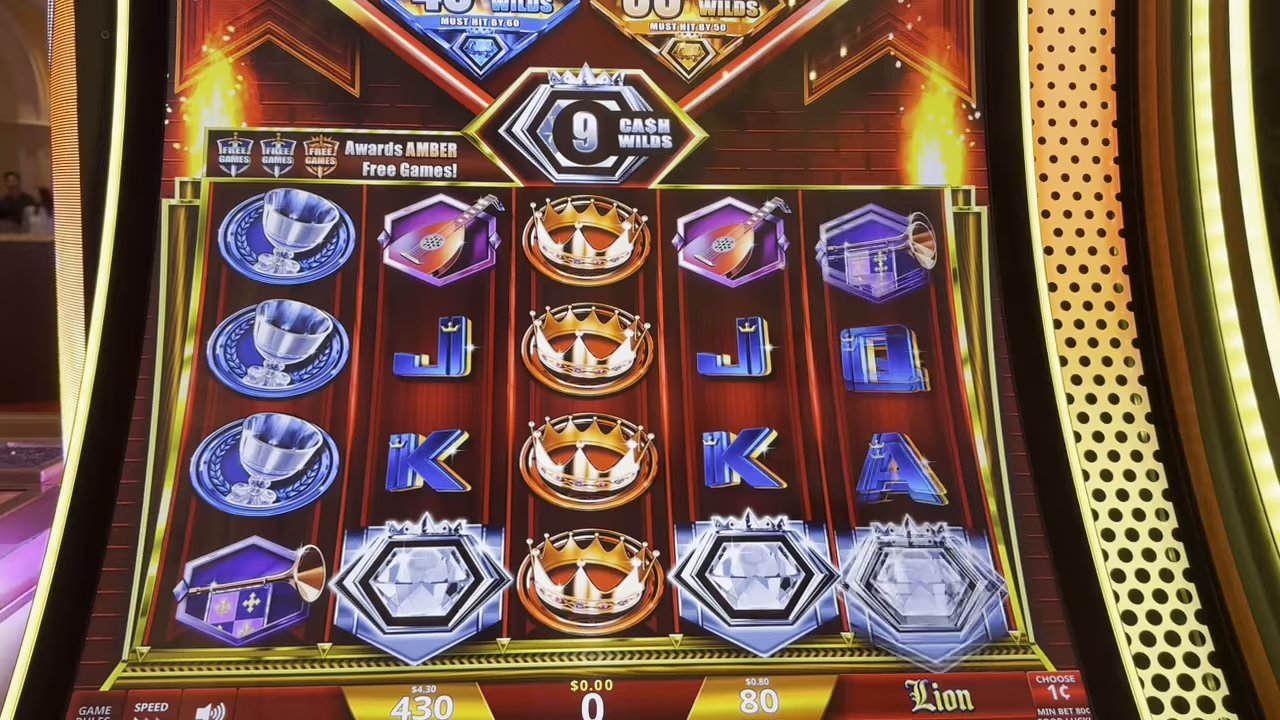 WILDS
MUST HIT BY 60
WILDS
MUST HIT BY 50
9 CA$H
WILDS
FREE
GAMES
FREE
GAMES
FREE
GAMES
Awards AMBER
Free Games!
J
J
K
K
A
GAME
RULES
SPEED
$4.30
430
$0.00
0
$0.80
80
Lion
CHOOSE
1¢
MIN BET 80¢